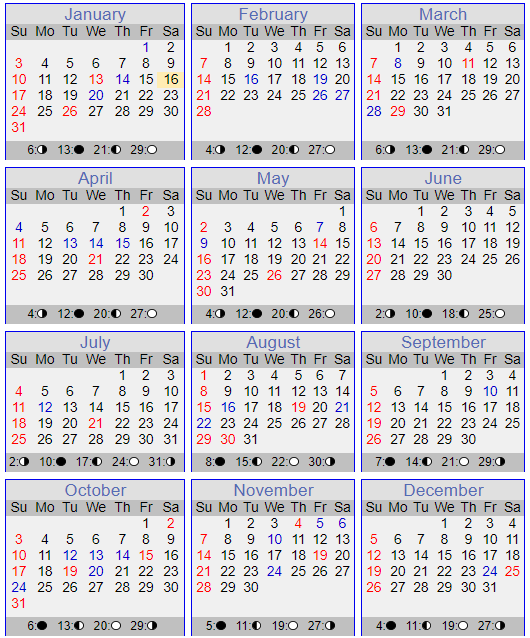 January
Su Mo Tu We Th Fr Sa
1 2
3 4 5 6 7 8 9
10 11 12 13 14 15 16
17 18 19 20 21 22 23
24 25 26 27 28 29 30
31
6: 13: 21: 29:
February
Su Mo Tu We Th Fr Sa
1 2 3 4 5 6
7 8 9 10 11 12 13
14 15 16 17 18 19 20
21 22 23 24 25 26 27
28
4: 12: 20: 27:
March
Su Mo Tu We Th Fr Sa
1 2 3 4 5 6
7 8 9 10 11 12 13
14 15 16 17 18 19 20
21 22 23 24 25 26 27
28 29 30 31
6: 13: 21: 29:
April
Su Mo Tu We Th Fr Sa
1 2 3
4 5 6 7 8 9 10
11 12 13 14 15 16 17
18 19 20 21 22 23 24
25 26 27 28 29 30
4: 12: 20: 27:
May
Su Mo Tu We Th Fr Sa
1
2 3 4 5 6 7 8
9 10 11 12 13 14 15
16 17 18 19 20 21 22
23 24 25 26 27 28 29
30 31
4: 12: 20: 26:
June
Su Mo Tu We Th Fr Sa
1 2 3 4 5
6 7 8 9 10 11 12
13 14 15 16 17 18 19
20 21 22 23 24 25 26
27 28 29 30
2: 10: 18: 25:
July
Su Mo Tu We Th Fr Sa
1 2 3
4 5 6 7 8 9 10
11 12 13 14 15 16 17
18 19 20 21 22 23 24
25 26 27 28 29 30 31
2: 10: 17: 24: 31:
August
Su Mo Tu We Th Fr Sa
1 2 3 4 5 6 7
8 9 10 11 12 13 14
15 16 17 18 19 20 21
22 23 24 25 26 27 28
29 30 31
8: 15: 22: 30:
September
Su Mo Tu We Th Fr Sa
1 2 3 4
5 6 7 8 9 10 11
12 13 14 15 16 17 18
19 20 21 22 23 24 25
26 27 28 29 30
7: 14: 21: 29:
October
Su Mo Tu We Th Fr Sa
1 2
3 4 5 6 7 8 9
10 11 12 13 14 15 16
17 18 19 20 21 22 23
24 25 26 27 28 29 30
31
6: 13: 20: 29:
November
Su Mo Tu We Th Fr Sa
1 2 3 4 5 6
7 8 9 10 11 12 13
14 15 16 17 18 19 20
21 22 23 24 25 26 27
28 29 30
5: 11: 19: 27:
December
Su Mo Tu We Th Fr Sa
1 2 3 4
5 6 7 8 9 10 11
12 13 14 15 16 17 18
19 20 21 22 23 24 25
26 27 28 29 30 31
4: 11: 19: 27: